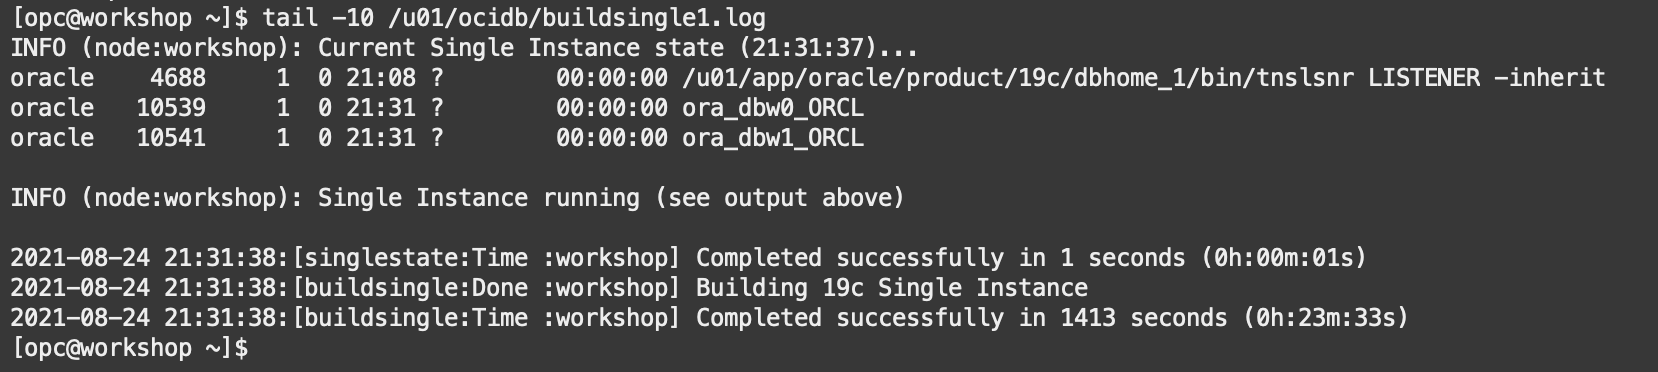 [opc@workshop ~]$ tail -10 /u01/ocidb/buildsingle1.log
INFO (node:workshop): Current Single Instance state (21:31:37)...
oracle    4688     1  0 21:08 ?        00:00:00 /u01/app/oracle/product/19c/dbhome_1/bin/tnslsnr LISTENER -inherit
oracle   10539     1  0 21:31 ?        00:00:00 ora_dbw0_ORCL
oracle   10541     1  0 21:31 ?        00:00:00 ora_dbw1_ORCL
INFO (node:workshop): Single Instance running (see output above)
2021-08-24 21:31:38:[singlestate:Time :workshop] Completed successfully in 1 seconds (0h:00m:01s)
2021-08-24 21:31:38:[buildsingle:Done :workshop] Building 19c Single Instance
2021-08-24 21:31:38:[buildsingle:Time :workshop] Completed successfully in 1413 seconds (0h:23m:33s)
[opc@workshop ~]$